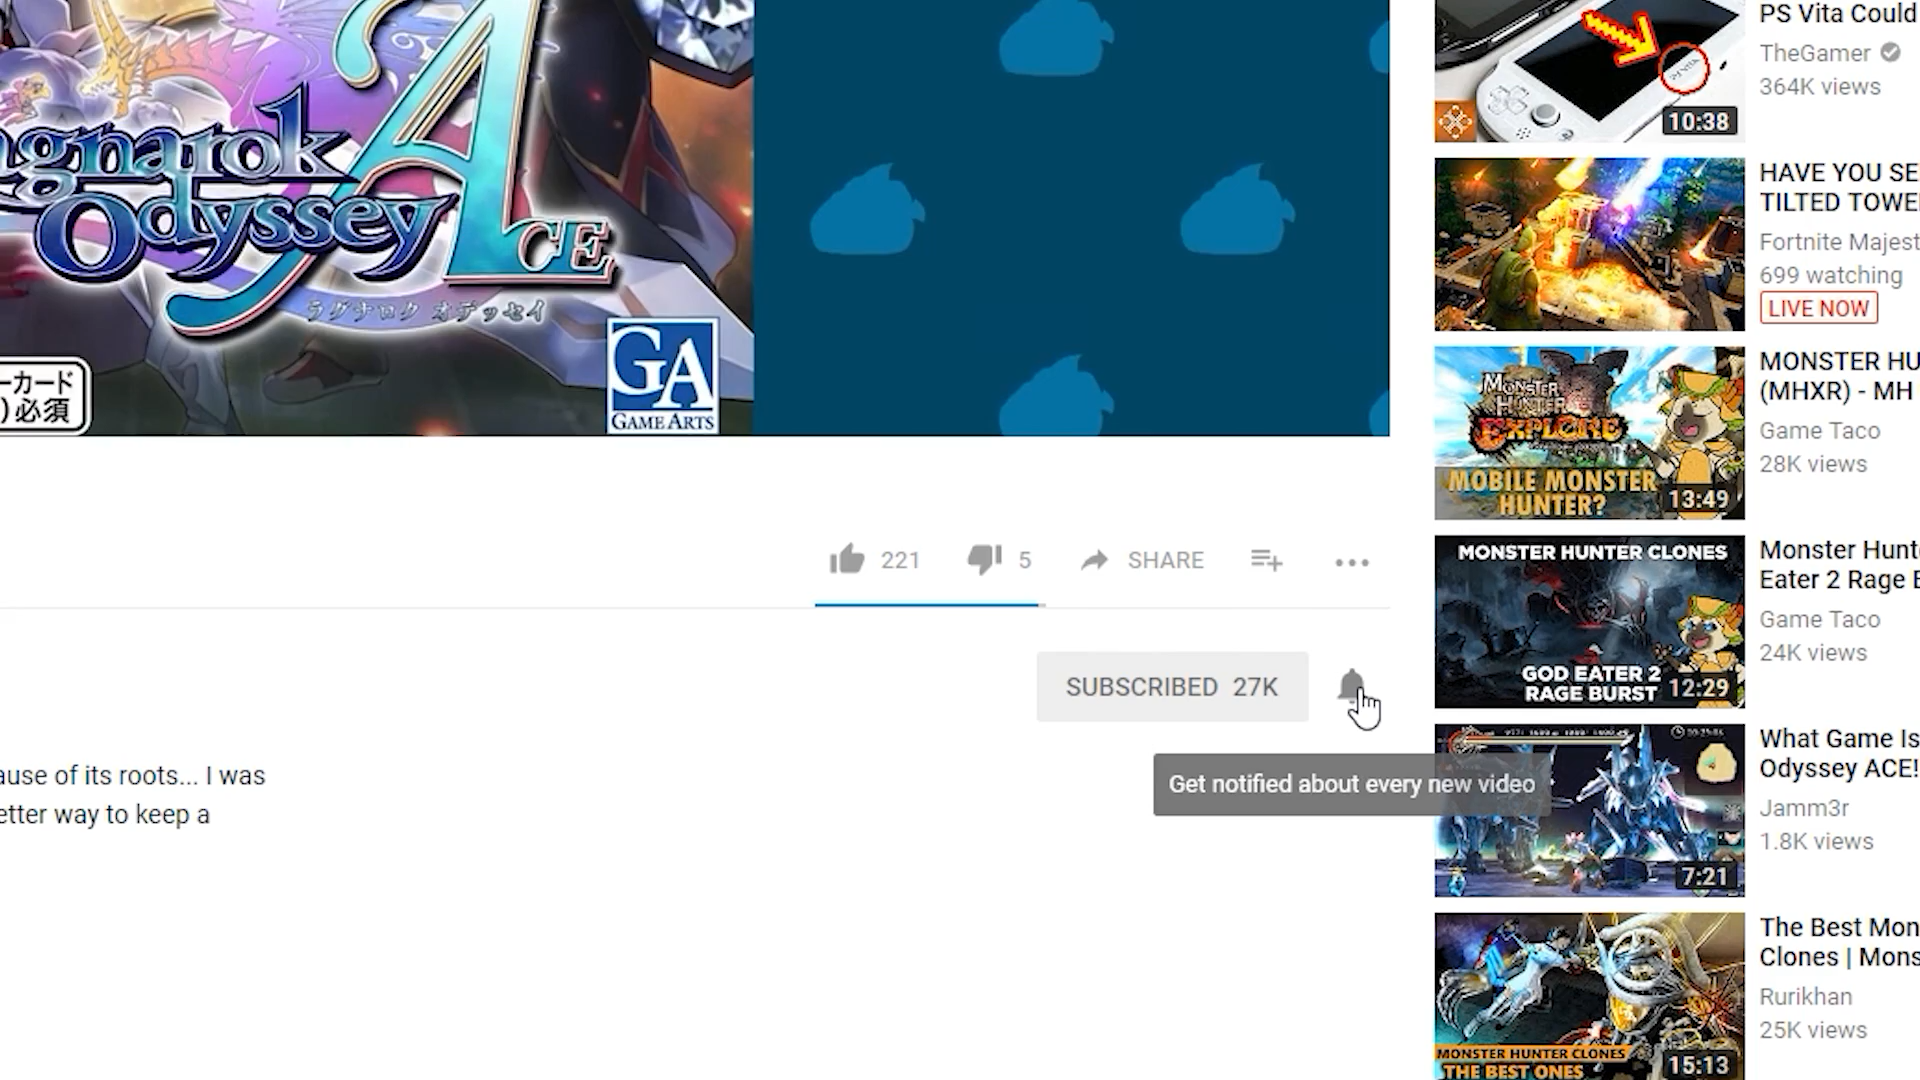 agnarok
Odyssey
ACE
ラグナロク オデッセイ
ーカード
)必須
GA
GAME ARTS
221
5
SHARE
SUBSCRIBED 27K
Get notified about every new video
ause of its roots... I was
etter way to keep a
10:38
PS Vita Could
TheGamer
364K views
HAVE YOU SE
TILTED TOWE
Fortnite Majest
699 watching
LIVE NOW
MONSTER HUNTER
EXPLORE
MOBILE MONSTER
HUNTER?
13:49
MONSTER HU
(MHXR) - MH
Game Taco
28K views
MONSTER HUNTER CLONES
GOD EATER 2
RAGE BURST
12:29
Monster Hunt
Eater 2 Rage B
Game Taco
24K views
7:21
What Game Is
Odyssey ACE!
Jamm3r
1.8K views
MONSTER HUNTER CLONES
THE BEST ONES
15:13
The Best Mon
Clones | Mons
Rurikhan
25K views